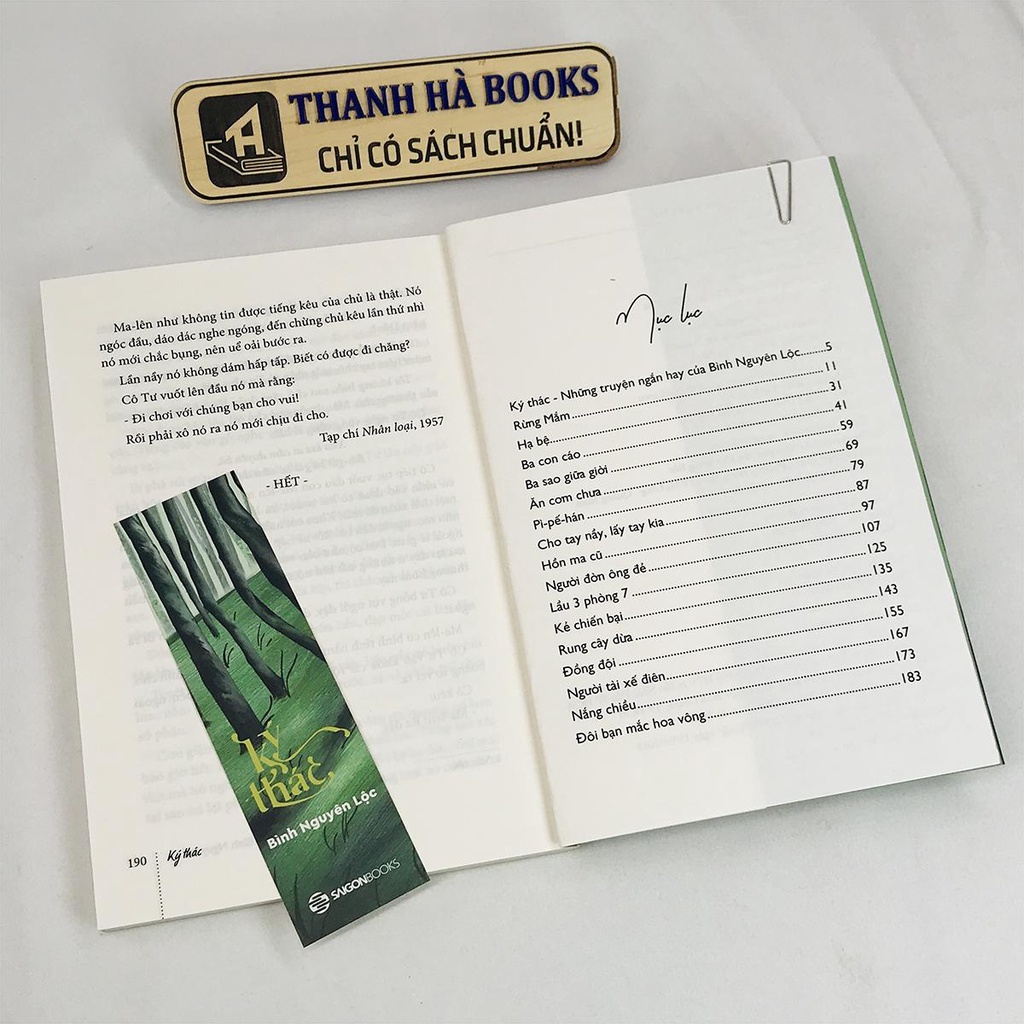 THANH HÀ BOOKS
CHỈ CÓ SÁCH CHUẨN!
Ma-lên như không tin được tiếng kêu của chủ là thật. Nó
ngóc đầu, dáo dác nghe ngóng, đến chừng chủ kêu lần thứ nhì
nó mới chắc bụng, nên uể oải bước ra.
Lần nầy nó không dám hấp tấp. Biết có được đi chăng?
Cô Tư vuốt lên đầu nó mà rằng:
- Đi chơi với chúng bạn cho vui!
Rồi phải xô nó ra nó mới chịu đi cho.
Tạp chí Nhân loại, 1957
- HẾT -
Ký thác
Bình Nguyên Lộc
SAIGONBOOKS
190 Ký thác
Mục lục
Ký thác - Những truyện ngắn hay của Bình Nguyên Lộc........5
Rừng Mắm........11
Hạ bệ........31
Ba con cáo........41
Ba sao giữa giời........59
Ăn cơm chưa........69
Pì-pế-hán........79
Cho tay nầy, lấy tay kia........87
Hồn ma cũ........97
Người đờn ông đẻ........107
Lầu 3 phòng 7........125
Kẻ chiến bại........135
Rung cây dừa........143
Đồng đội........155
Người tài xế điên........167
Nắng chiều........173
Đôi bạn mắc hoa vông........183